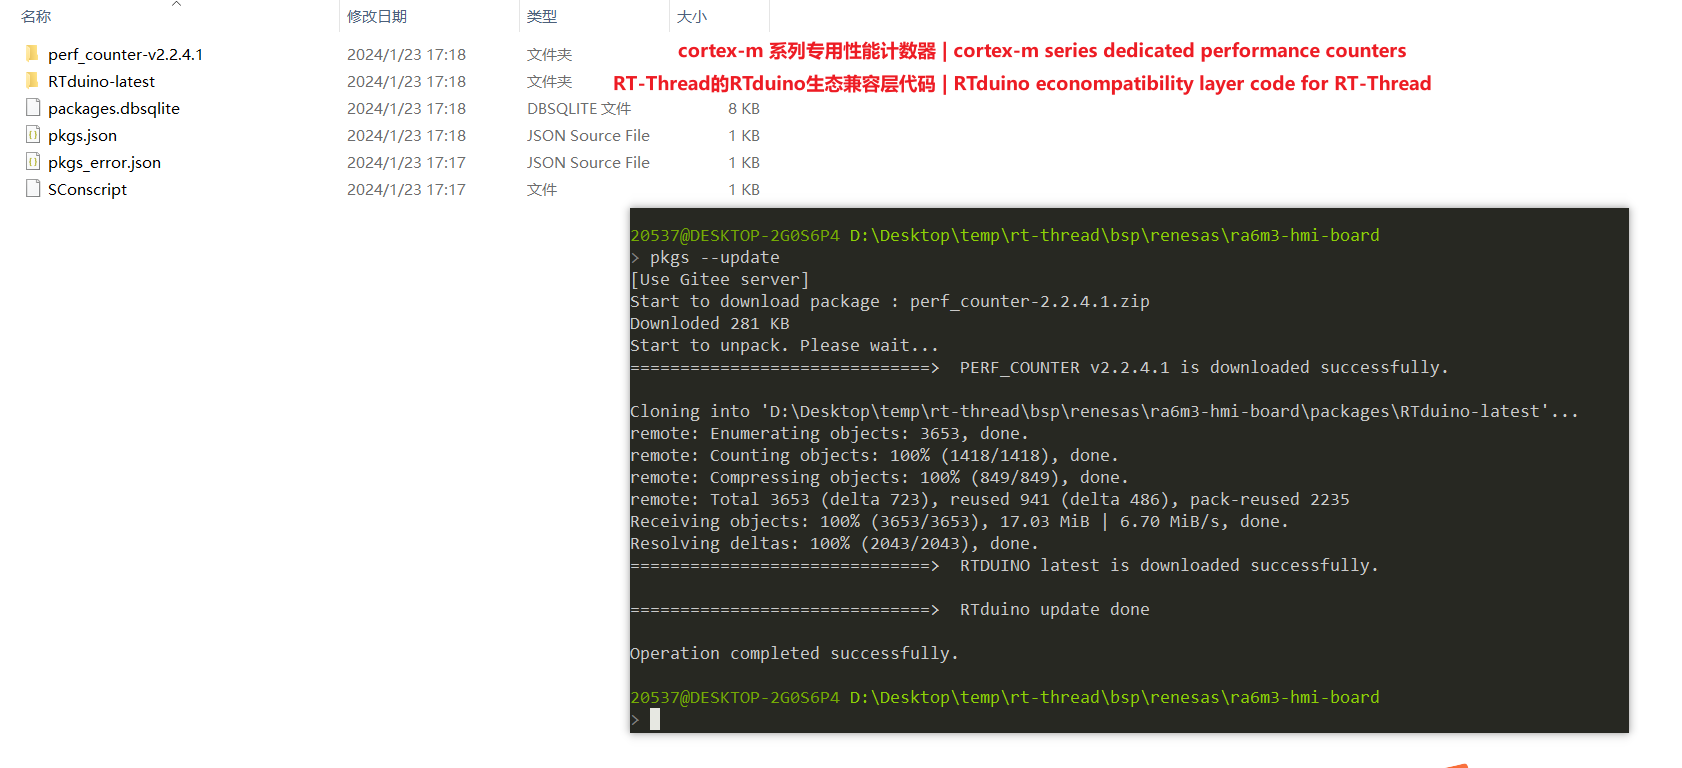 名称 修改日期 类型 大小
perf_counter-v2.2.4.1 2024/1/23 17:18 文件夹
cortex-m 系列专用性能计数器 | cortex-m series dedicated performance counters
RTduino-latest 2024/1/23 17:18 文件夹
RT-Thread的RTduino生态兼容层代码 | RTduino econompatibility layer code for RT-Thread
packages.dbsqlite 2024/1/23 17:18 DBSQLITE 文件 8 KB
pkgs.json 2024/1/23 17:18 JSON Source File 1 KB
pkgs_error.json 2024/1/23 17:17 JSON Source File 1 KB
SConscript 2024/1/23 17:17 文件 1 KB
20537@DESKTOP-2G0S6P4 D:\Desktop\temp\rt-thread\bsp\renesas\ra6m3-hmi-board
> pkgs --update
[Use Gitee server]
Start to download package : perf_counter-2.2.4.1.zip
Downloded 281 KB
Start to unpack. Please wait...
==============================>  PERF_COUNTER v2.2.4.1 is downloaded successfully.
Cloning into 'D:\Desktop\temp\rt-thread\bsp\renesas\ra6m3-hmi-board\packages\RTduino-latest'...
remote: Enumerating objects: 3653, done.
remote: Counting objects: 100% (1418/1418), done.
remote: Compressing objects: 100% (849/849), done.
remote: Total 3653 (delta 723), reused 941 (delta 486), pack-reused 2235
Receiving objects: 100% (3653/3653), 17.03 MiB | 6.70 MiB/s, done.
Resolving deltas: 100% (2043/2043), done.
==============================>  RTDUINO latest is downloaded successfully.
==============================>  RTduino update done
Operation completed successfully.
20537@DESKTOP-2G0S6P4 D:\Desktop\temp\rt-thread\bsp\renesas\ra6m3-hmi-board
>